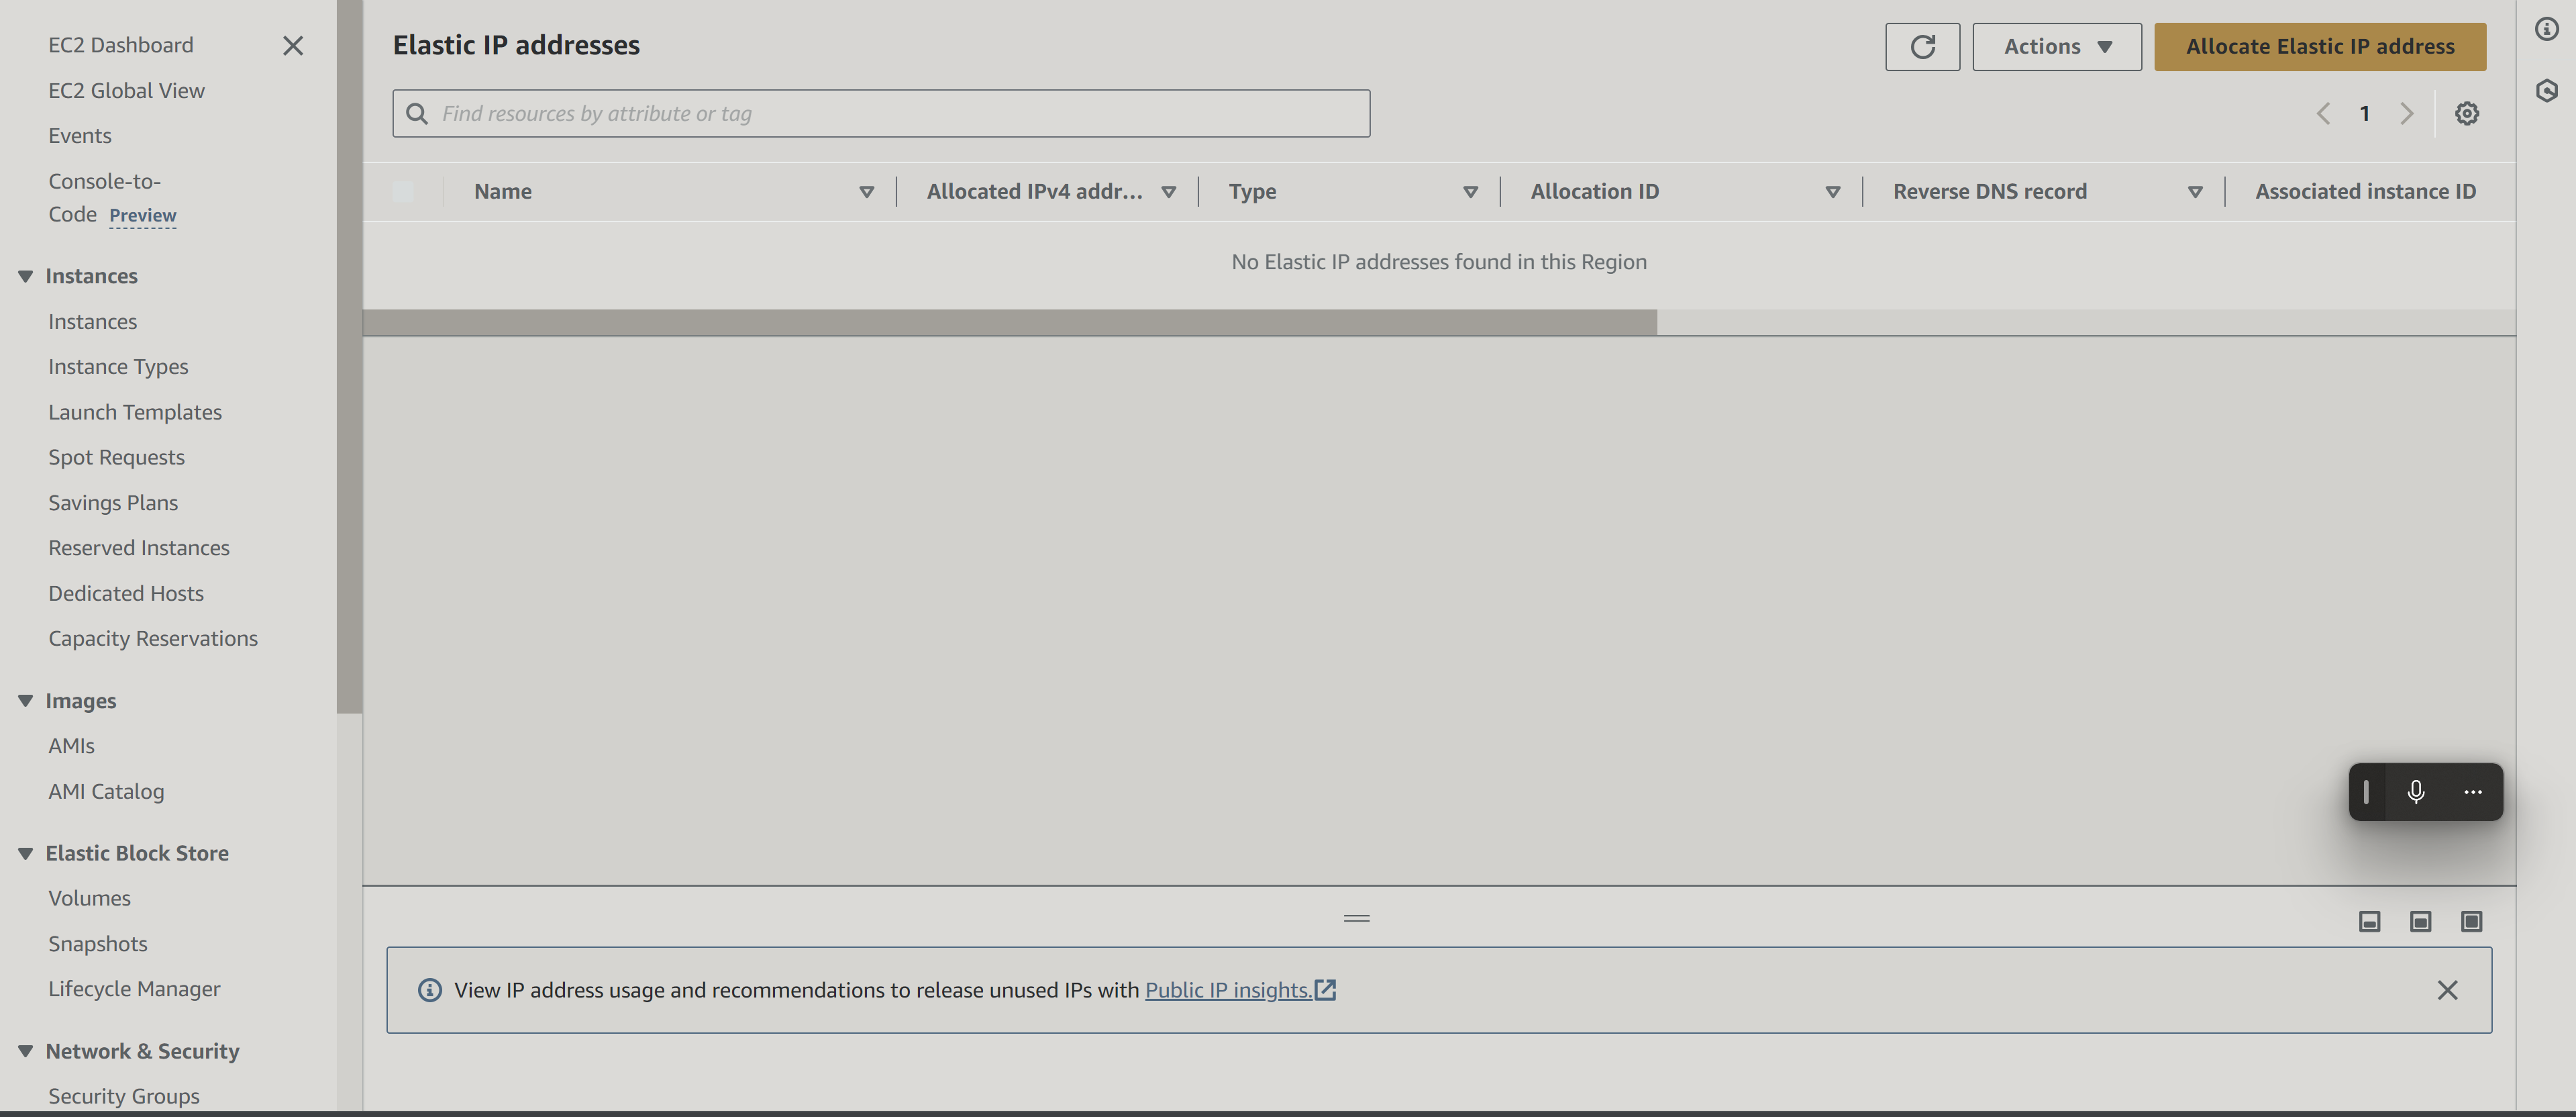 EC2 Dashboard
EC2 Global View
Events
Console-to-
Code Preview
Instances
Instances
Instance Types
Launch Templates
Spot Requests
Savings Plans
Reserved Instances
Dedicated Hosts
Capacity Reservations
Images
AMIs
AMI Catalog
Elastic Block Store
Volumes
Snapshots
Lifecycle Manager
Network & Security
Security Groups
Elastic IP addresses
Actions
Allocate Elastic IP address
Find resources by attribute or tag
1
Name Allocated IPv4 addr... Type Allocation ID Reverse DNS record Associated instance ID
No Elastic IP addresses found in this Region
View IP address usage and recommendations to release unused IPs with Public IP insights.